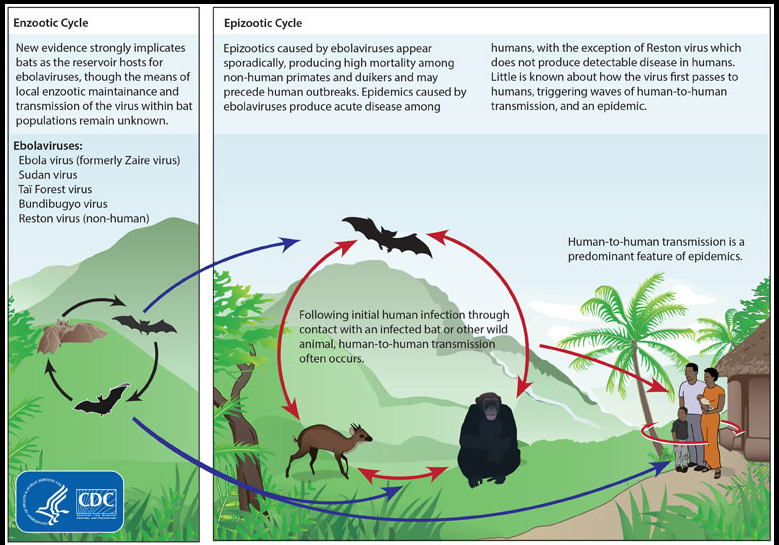 Enzootic Cycle
New evidence strongly implicates
bats as the reservoir hosts for
ebolaviruses, though the means of
local enzootic maintainance and
transmission of the virus within bat
populations remain unknown.
Ebolaviruses:
Ebola virus (formerly Zaire virus)
Sudan virus
Taï Forest virus
Bundibugyo virus
Reston virus (non-human)
Epizootic Cycle
Epizootics caused by ebolaviruses appear
sporadically, producing high mortality among
non-human primates and duikers and may
precede human outbreaks. Epidemics caused by
ebolaviruses produce acute disease among
humans, with the exception of Reston virus which
does not produce detectable disease in humans.
Little is known about how the virus first passes to
humans, triggering waves of human-to-human
transmission, and an epidemic.
Human-to-human transmission is a
predominant feature of epidemics.
Following initial human infection through
contact with an infected bat or other wild
animal, human-to-human transmission
often occurs.
CDC